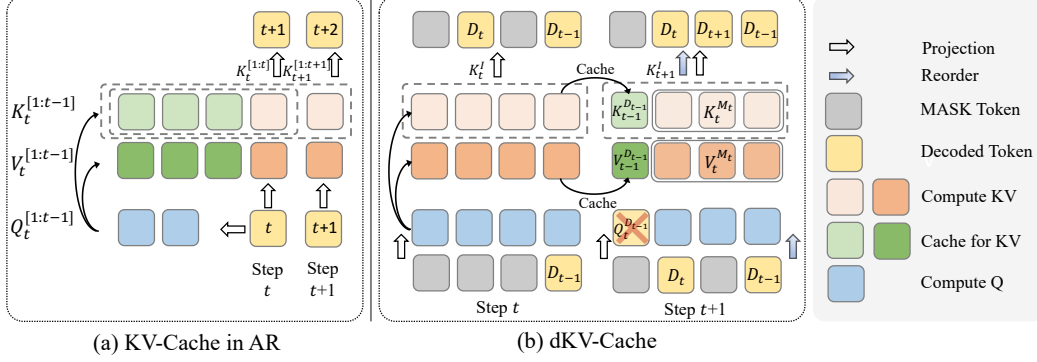 t+1 t+2
K_t^{[1:t]} K_{t+1}^{[1:t+1]}
K_t^{[1:t−1]}
V_t^{[1:t−1]}
Q_t^{[1:t−1]}
t t+1
Step t
Step t+1
(a) KV-Cache in AR
D_t D_{t−1}
D_t D_{t+1} D_{t−1}
K_t^I Cache K_{t+1}^I
K_{t−1}^{D_{t−1}} K_t^{M_t}
V_{t−1}^{D_{t−1}} V_t^{M_t}
Cache
Q_t^{D_{t−1}}
D_{t−1} D_t D_{t−1}
Step t Step t+1
(b) dKV-Cache
Projection
Reorder
MASK Token
Decoded Token
Compute KV
Cache for KV
Compute Q